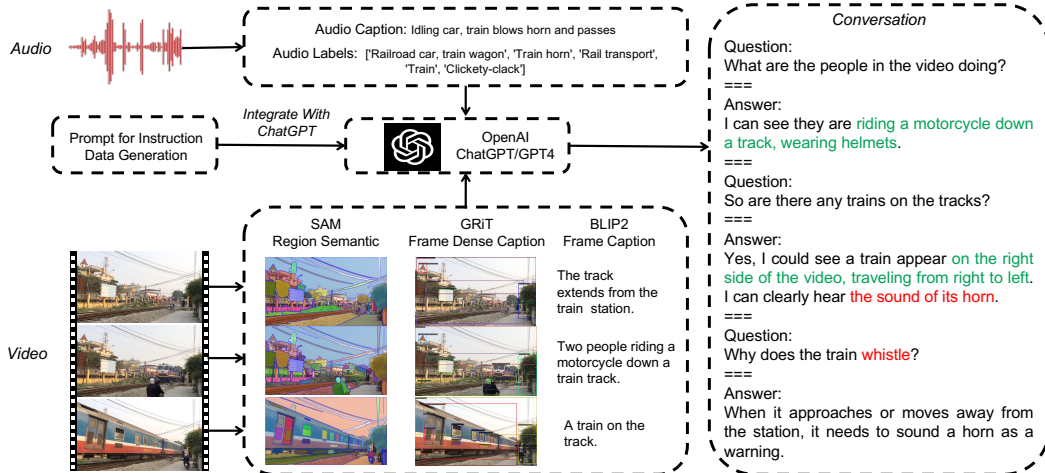 Audio
Audio Caption: Idling car, train blows horn and passes
Audio Labels: ['Railroad car, train wagon', 'Train horn', 'Rail transport',
'Train', 'Clickety-clack']
Prompt for Instruction
Data Generation
Integrate With
ChatGPT
OpenAI
ChatGPT/GPT4
SAM
Region Semantic
GRiT
Frame Dense Caption
BLIP2
Frame Caption
Video
The track
extends from the
train station.
Two people riding a
motorcycle down a
train track.
A train on the
track.
Conversation
Question:
What are the people in the video doing?
===
Answer:
I can see they are riding a motorcycle down
a track, wearing helmets.
===
Question:
So are there any trains on the tracks?
===
Answer:
Yes, I could see a train appear on the right
side of the video, traveling from right to left.
I can clearly hear the sound of its horn.
===
Question:
Why does the train whistle?
===
Answer:
When it approaches or moves away from
the station, it needs to sound a horn as a
warning.